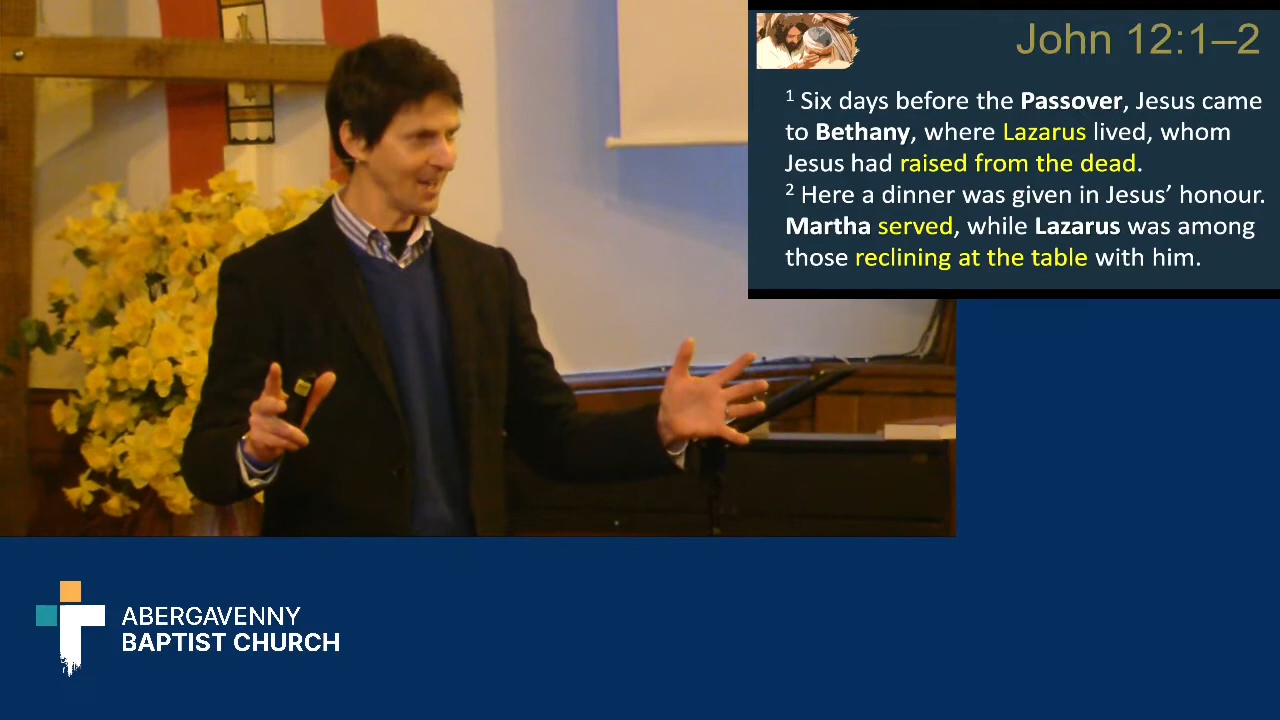 John 12:1–2
1 Six days before the Passover, Jesus came
to Bethany, where Lazarus lived, whom
Jesus had raised from the dead.
2 Here a dinner was given in Jesus’ honour.
Martha served, while Lazarus was among
those reclining at the table with him.
ABERGAVENNY
BAPTIST CHURCH